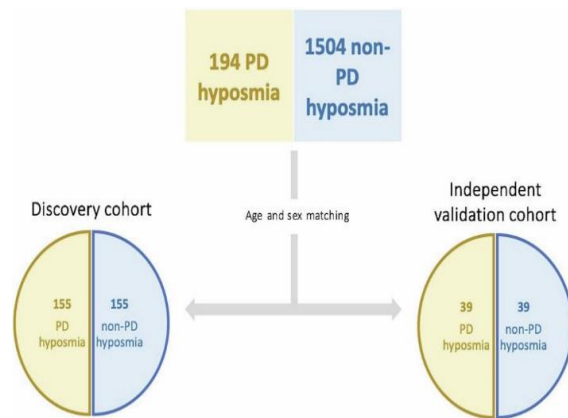 194 PD
hyposmia
1504 non-
PD
hyposmia
Age and sex matching
Discovery cohort
155
PD
hyposmia
155
non-PD
hyposmia
Independent
validation cohort
39
PD
hyposmia
39
non-PD
hyposmia